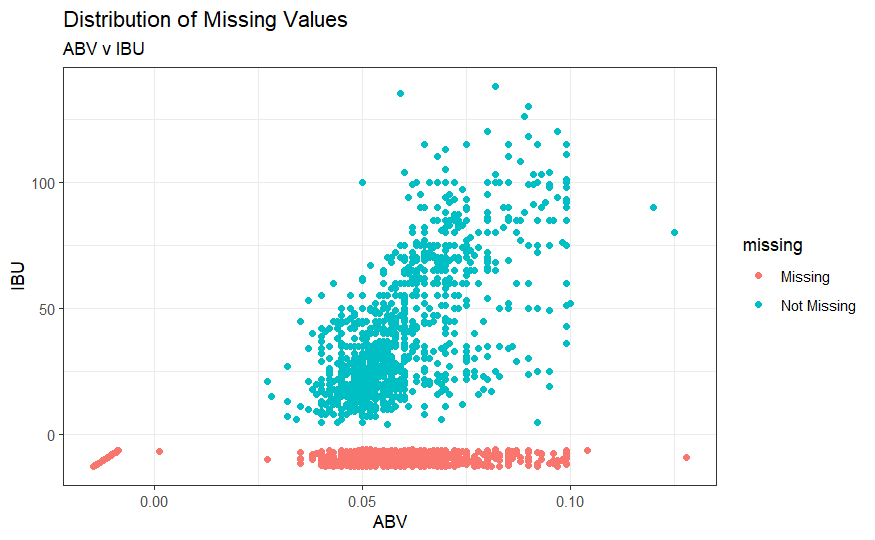 Distribution of Missing Values
ABV v IBU
100
50
0
IBU
0.00
0.05
0.10
ABV
missing
Missing
Not Missing